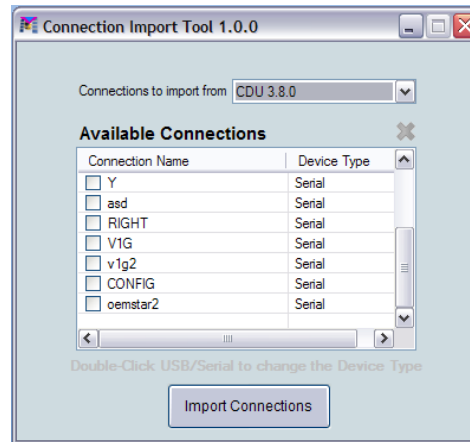 Connection Import Tool 1.0.0
Connections to import from CDU 3.8.0
Available Connections
Connection Name Device Type
Y Serial
asd Serial
RIGHT Serial
V1G Serial
v1g2 Serial
CONFIG Serial
oemstar2 Serial
Double-Click USB/Serial to change the Device Type
Import Connections